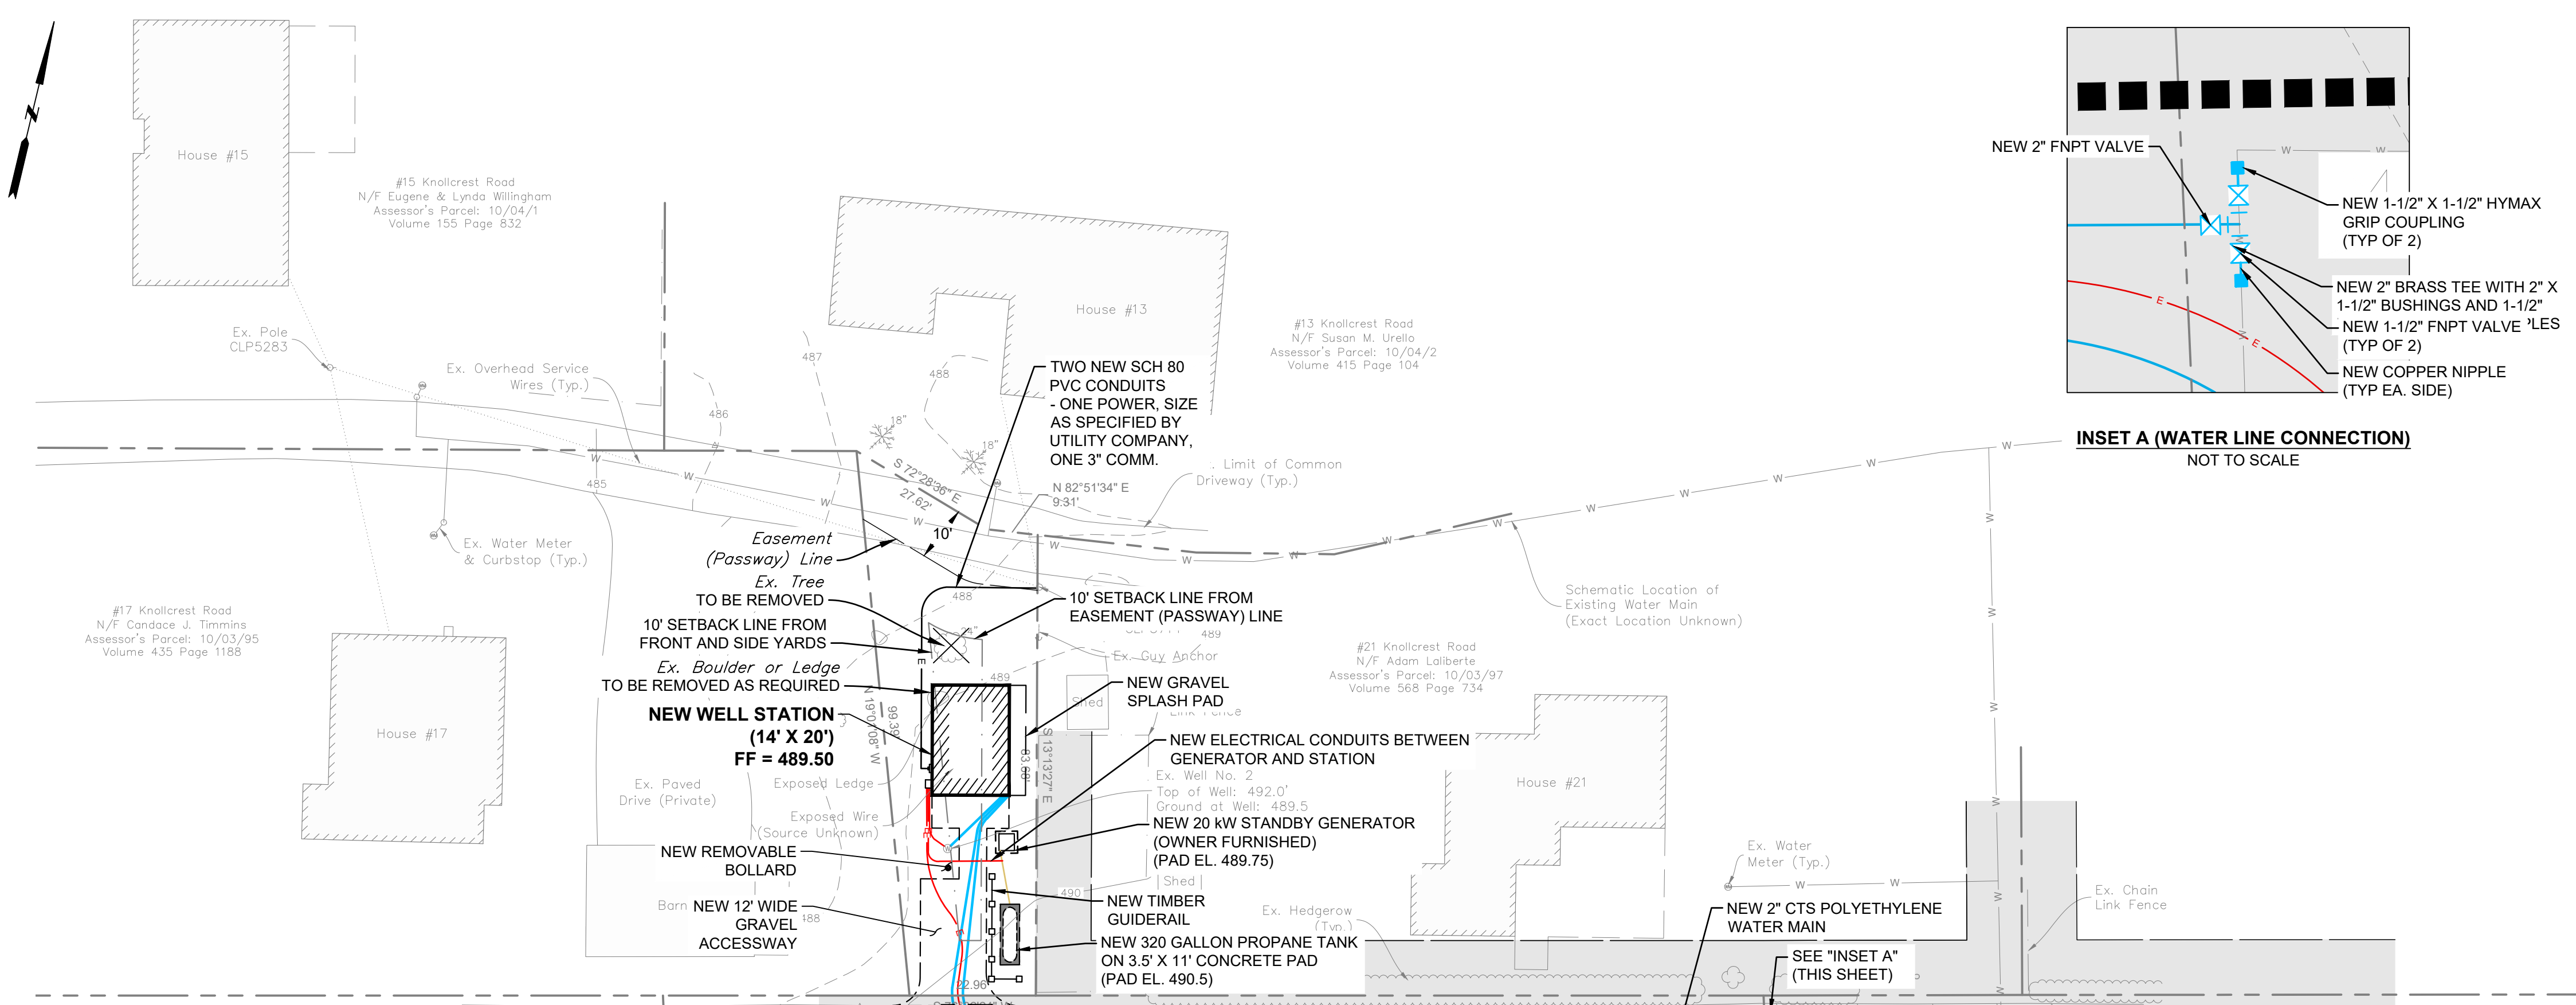 N
House #15
#15 Knollcrest Road
N/F Eugene & Lynda Willingham
Assessor's Parcel: 10/04/1
Volume 155 Page 832
Ex. Pole
CLP5283
Ex. Overhead Service
Wires (Typ.)
487
488
486
485
18"
18"
House #13
#13 Knollcrest Road
N/F Susan M. Urello
Assessor's Parcel: 10/04/2
Volume 415 Page 104
TWO NEW SCH 80
PVC CONDUITS
- ONE POWER, SIZE
AS SPECIFIED BY
UTILITY COMPANY,
ONE 3" COMM.
Limit of Common
Driveway (Typ.)
S 72°28'36" E
27.62'
N 82°51'34" E
9.31'
10'
Easement
(Passway) Line
Ex. Water Meter
& Curbstop (Typ.)
Ex. Tree
TO BE REMOVED
10' SETBACK LINE FROM
FRONT AND SIDE YARDS
Ex. Boulder or Ledge
TO BE REMOVED AS REQUIRED
NEW WELL STATION
(14' X 20')
FF = 489.50
488
24"
10' SETBACK LINE FROM
EASEMENT (PASSWAY) LINE
489
Ex. Guy Anchor
489
NEW GRAVEL
SPLASH PAD
Shed
Link Fence
#17 Knollcrest Road
N/F Candace J. Timmins
Assessor's Parcel: 10/03/95
Volume 435 Page 1188
House #17
N 19°01'08" W
99.39'
S 13°13'27" E
83.68'
Ex. Paved
Drive (Private)
Exposed Ledge
Exposed Wire
(Source Unknown)
NEW ELECTRICAL CONDUITS BETWEEN
GENERATOR AND STATION
Ex. Well No. 2
Top of Well: 492.0'
Ground at Well: 489.5
NEW 20 kW STANDBY GENERATOR
(OWNER FURNISHED)
(PAD EL. 489.75)
NEW REMOVABLE
BOLLARD
Barn
NEW 12' WIDE
GRAVEL
ACCESSWAY
488
490
Shed
NEW TIMBER
GUIDERAIL
NEW 320 GALLON PROPANE TANK
ON 3.5' X 11' CONCRETE PAD
(PAD EL. 490.5)
22.96'
Ex. Hedgerow
(Typ.)
#21 Knollcrest Road
N/F Adam Laliberte
Assessor's Parcel: 10/03/97
Volume 568 Page 734
House #21
Schematic Location of
Existing Water Main
(Exact Location Unknown)
Ex. Water
Meter (Typ.)
NEW 2" CTS POLYETHYLENE
WATER MAIN
SEE "INSET A"
(THIS SHEET)
Ex. Chain
Link Fence
NEW 2" FNPT VALVE
NEW 1-1/2" X 1-1/2" HYMAX
GRIP COUPLING
(TYP OF 2)
NEW 2" BRASS TEE WITH 2" X
1-1/2" BUSHINGS AND 1-1/2"
NEW 1-1/2" FNPT VALVE
(TYP OF 2)
NEW COPPER NIPPLE
(TYP EA. SIDE)
INSET A (WATER LINE CONNECTION)
NOT TO SCALE